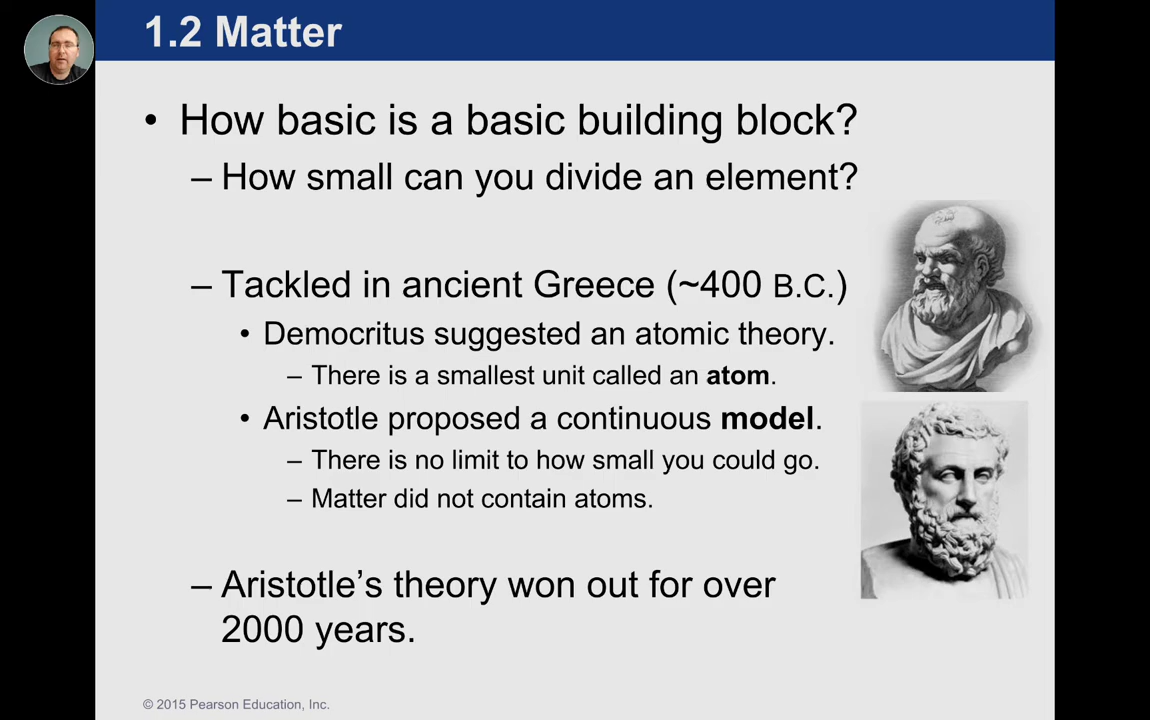 1.2 Matter
• How basic is a basic building block?
– How small can you divide an element?
– Tackled in ancient Greece (~400 B.C.)
• Democritus suggested an atomic theory.
– There is a smallest unit called an atom.
• Aristotle proposed a continuous model.
– There is no limit to how small you could go.
– Matter did not contain atoms.
– Aristotle’s theory won out for over
2000 years.
© 2015 Pearson Education, Inc.